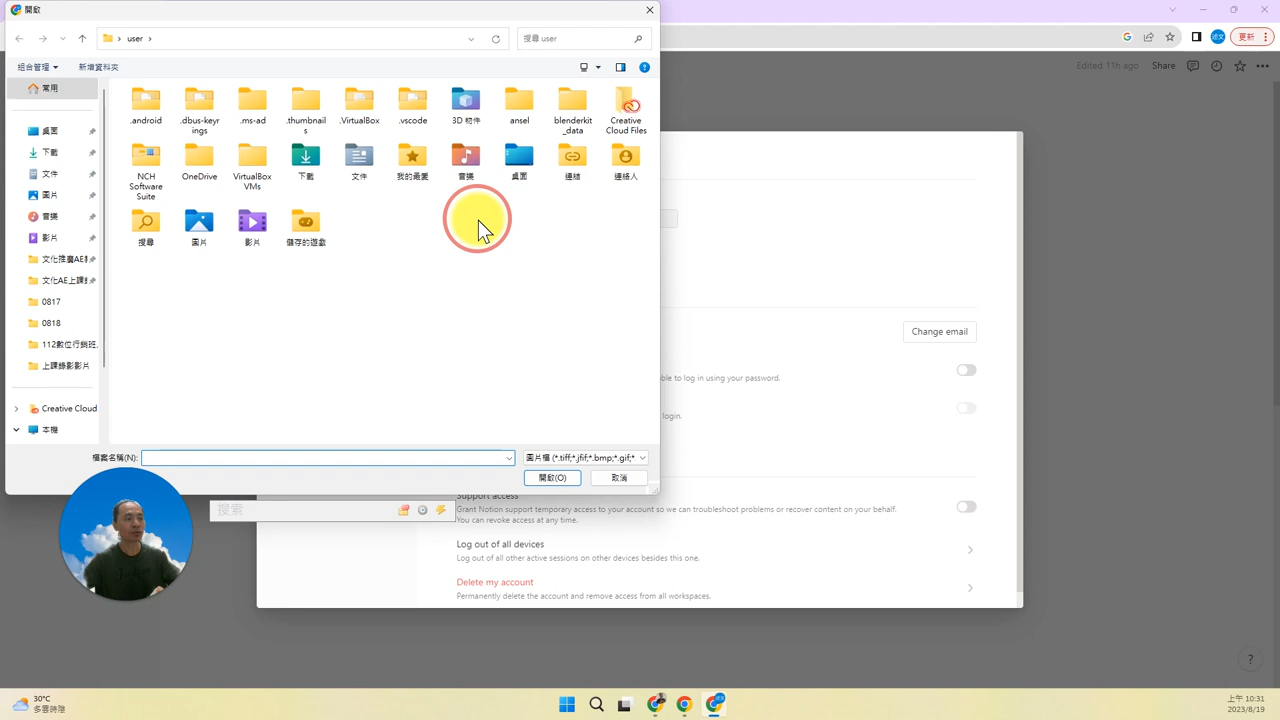 開啟
user
搜尋 user
更新
組合管理
新增資料夾
Edited 11h ago
Share
常用
桌面
下載
文件
圖片
音樂
影片
文化推廣AE
文化AE上課
0817
0818
112數位行銷班
上課錄影影片
Creative Cloud
本機
.android
.dbus-keyr
ings
.ms-ad
.thumbnail
s
.VirtualBox
.vscode
3D 物件
ansel
blenderkit
_data
Creative
Cloud Files
NCH
Software
Suite
OneDrive
VirtualBox
VMs
下載
文件
我的最愛
音樂
桌面
連結
連絡人
搜尋
圖片
影片
儲存的遊戲
Change email
ble to log in using your password.
login.
檔案名稱(N):
圖片檔 (*.tiff;*.jfif;*.bmp;*.gif;*
開啟(O)
取消
搜索
Support access
Grant Notion support temporary access to your account so we can troubleshoot problems or recover content on your behalf.
You can revoke access at any time.
Log out of all devices
Log out of all other active sessions on other devices besides this one.
Delete my account
Permanently delete the account and remove access from all workspaces.
30°C
多雲時陰
上午 10:31
2023/8/19